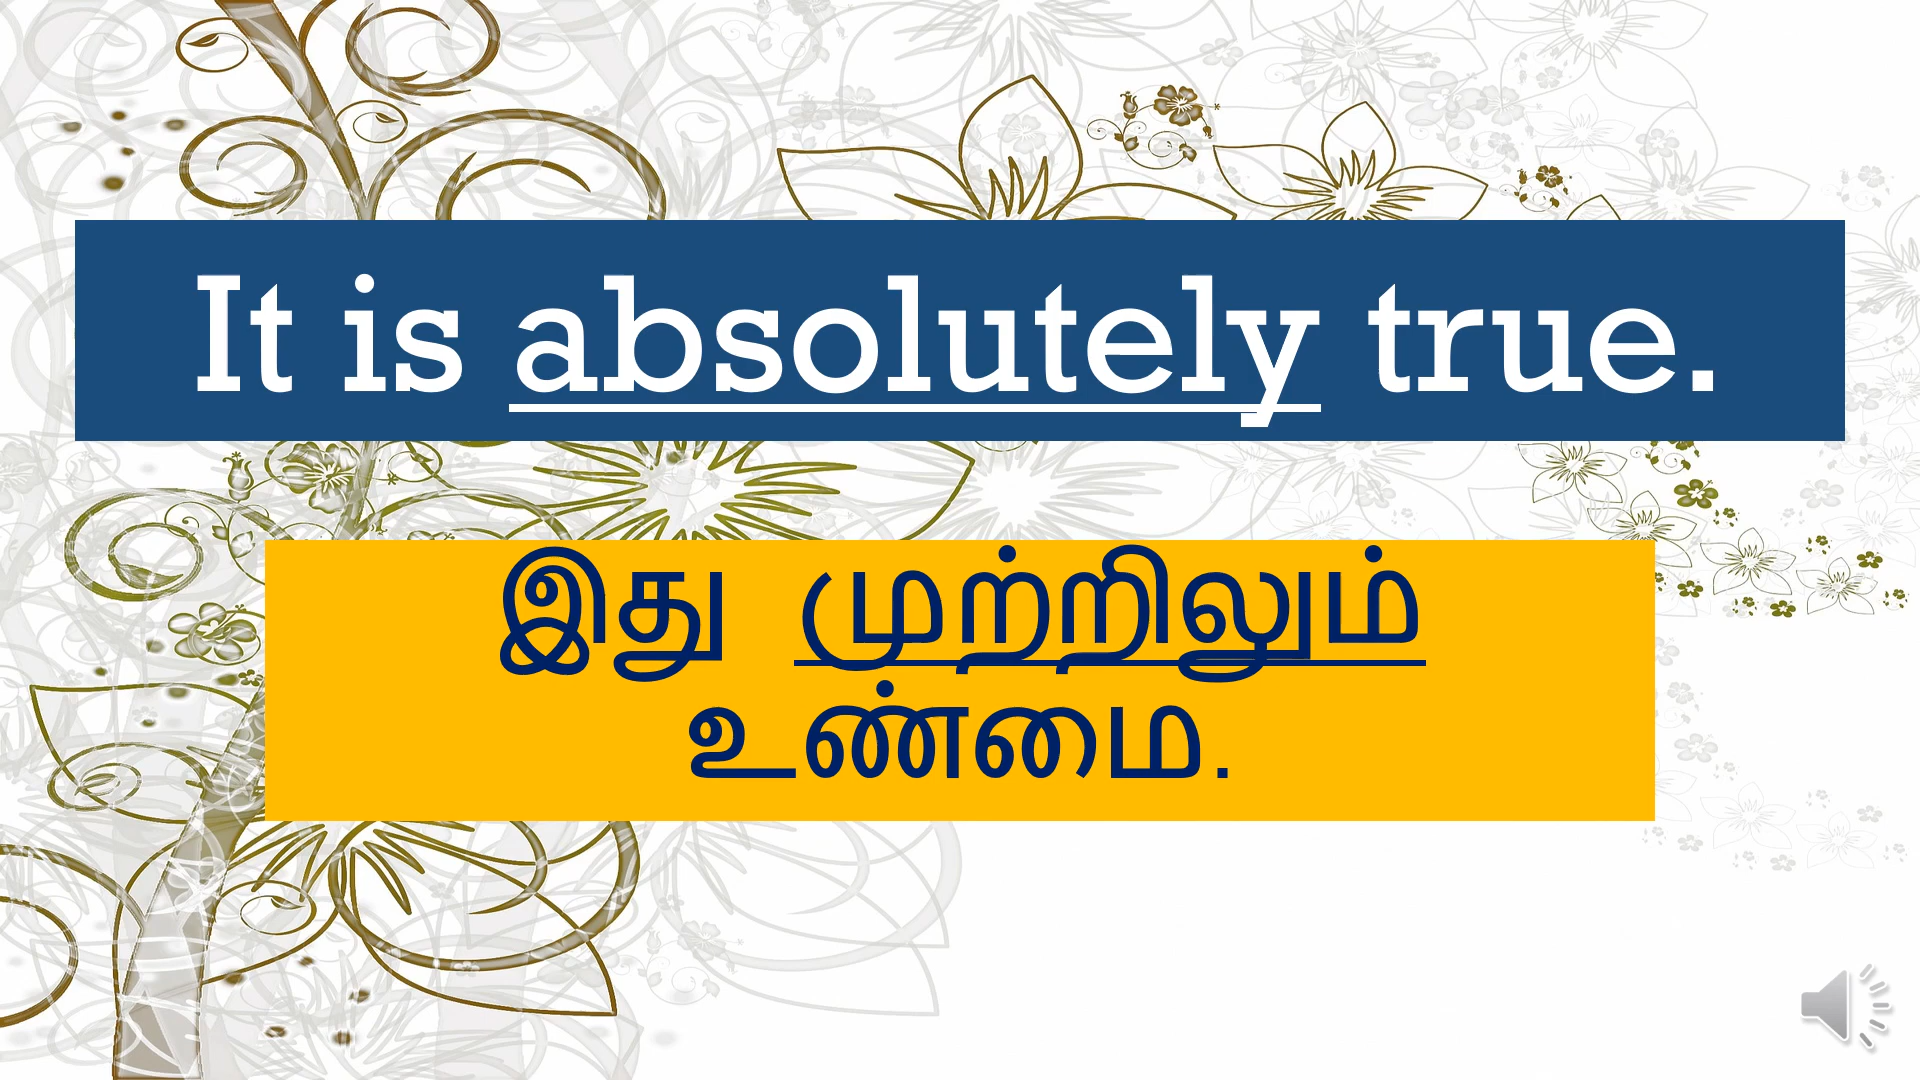 It is absolutely true.
இது முற்றிலும்
உண்மை.